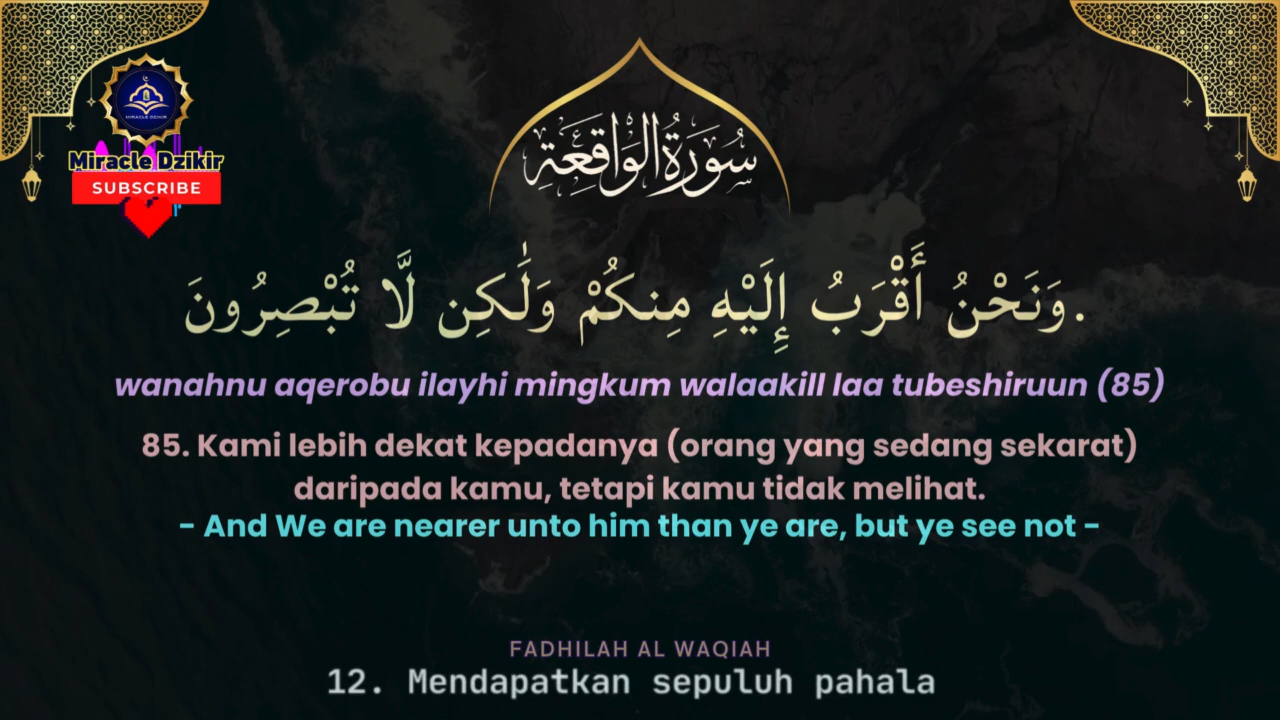 سُورَةُ الوَاقِعَةِ
MIRACLE DZIKIR
Miracle Dzikir
SUBSCRIBE
وَنَحْنُ أَقْرَبُ إِلَيْهِ مِنكُمْ وَلَٰكِن لَّا تُبْصِرُونَ.
wanahnu aqerobu ilayhi mingkum walaakill laa tubeshiruun (85)
85. Kami lebih dekat kepadanya (orang yang sedang sekarat)
daripada kamu, tetapi kamu tidak melihat.
- And We are nearer unto him than ye are, but ye see not -
FADHILAH AL WAQIAH
12. Mendapatkan sepuluh pahala